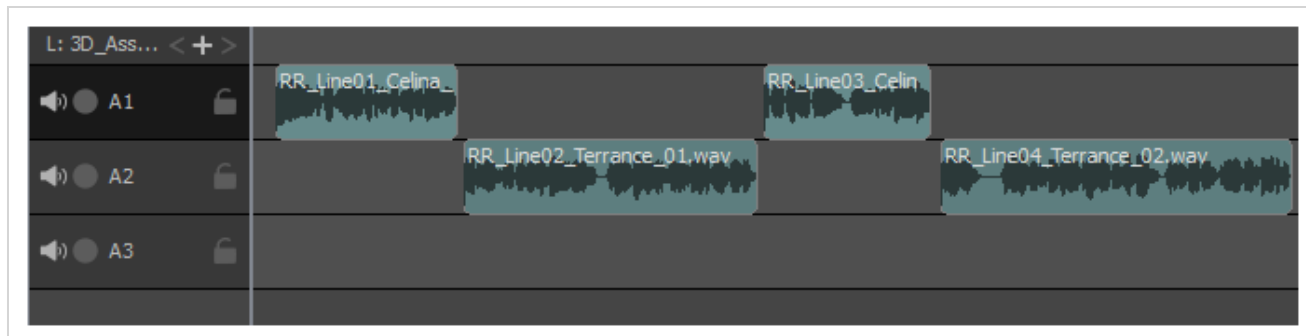 L: 3D_Ass... < + >
A1
RR_Line01_Celina_
RR_Line03_Celin
A2
RR_Line02_Terrance_01.wav
RR_Line04_Terrance_02.wav
A3